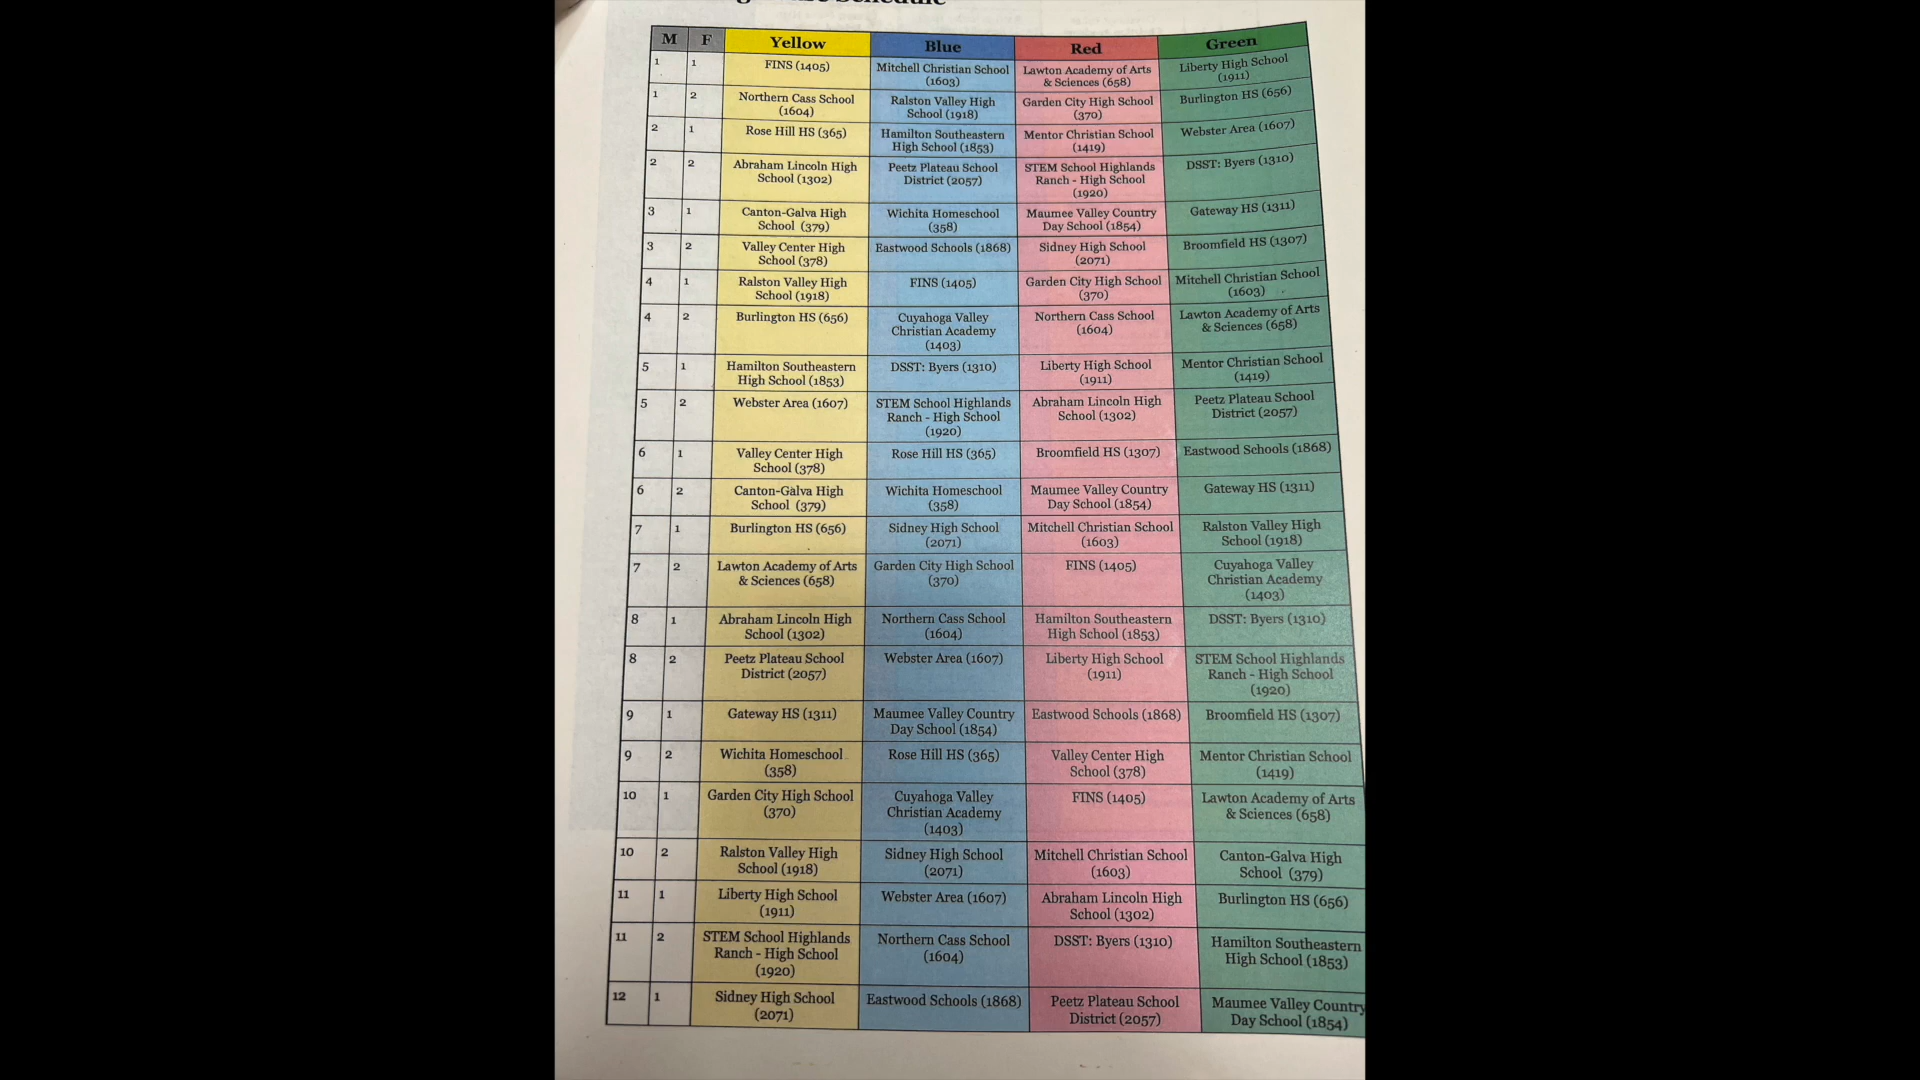 Schedule
M F Yellow Blue Red Green
1 1 FINS (1405) Mitchell Christian School (1603) Lawton Academy of Arts & Sciences (658) Liberty High School (1911)
1 2 Northern Cass School (1604) Ralston Valley High School (1918) Garden City High School (370) Burlington HS (656)
2 1 Rose Hill HS (365) Hamilton Southeastern High School (1853) Mentor Christian School (1419) Webster Area (1607)
2 2 Abraham Lincoln High School (1302) Peetz Plateau School District (2057) STEM School Highlands Ranch - High School (1920) DSST: Byers (1310)
3 1 Canton-Galva High School (379) Wichita Homeschool (358) Maumee Valley Country Day School (1854) Gateway HS (1311)
3 2 Valley Center High School (378) Eastwood Schools (1868) Sidney High School (2071) Broomfield HS (1307)
4 1 Ralston Valley High School (1918) FINS (1405) Garden City High School (370) Mitchell Christian School (1603)
4 2 Burlington HS (656) Cuyahoga Valley Christian Academy (1403) Northern Cass School (1604) Lawton Academy of Arts & Sciences (658)
5 1 Hamilton Southeastern High School (1853) DSST: Byers (1310) Liberty High School (1911) Mentor Christian School (1419)
5 2 Webster Area (1607) STEM School Highlands Ranch - High School (1920) Abraham Lincoln High School (1302) Peetz Plateau School District (2057)
6 1 Valley Center High School (378) Rose Hill HS (365) Broomfield HS (1307) Eastwood Schools (1868)
6 2 Canton-Galva High School (379) Wichita Homeschool (358) Maumee Valley Country Day School (1854) Gateway HS (1311)
7 1 Burlington HS (656) Sidney High School (2071) Mitchell Christian School (1603) Ralston Valley High School (1918)
7 2 Lawton Academy of Arts & Sciences (658) Garden City High School (370) FINS (1405) Cuyahoga Valley Christian Academy (1403)
8 1 Abraham Lincoln High School (1302) Northern Cass School (1604) Hamilton Southeastern High School (1853) DSST: Byers (1310)
8 2 Peetz Plateau School District (2057) Webster Area (1607) Liberty High School (1911) STEM School Highlands Ranch - High School (1920)
9 1 Gateway HS (1311) Maumee Valley Country Day School (1854) Eastwood Schools (1868) Broomfield HS (1307)
9 2 Wichita Homeschool (358) Rose Hill HS (365) Valley Center High School (378) Mentor Christian School (1419)
10 1 Garden City High School (370) Cuyahoga Valley Christian Academy (1403) FINS (1405) Lawton Academy of Arts & Sciences (658)
10 2 Ralston Valley High School (1918) Sidney High School (2071) Mitchell Christian School (1603) Canton-Galva High School (379)
11 1 Liberty High School (1911) Webster Area (1607) Abraham Lincoln High School (1302) Burlington HS (656)
11 2 STEM School Highlands Ranch - High School (1920) Northern Cass School (1604) DSST: Byers (1310) Hamilton Southeastern High School (1853)
12 1 Sidney High School (2071) Eastwood Schools (1868) Peetz Plateau School District (2057) Maumee Valley Country Day School (1854)